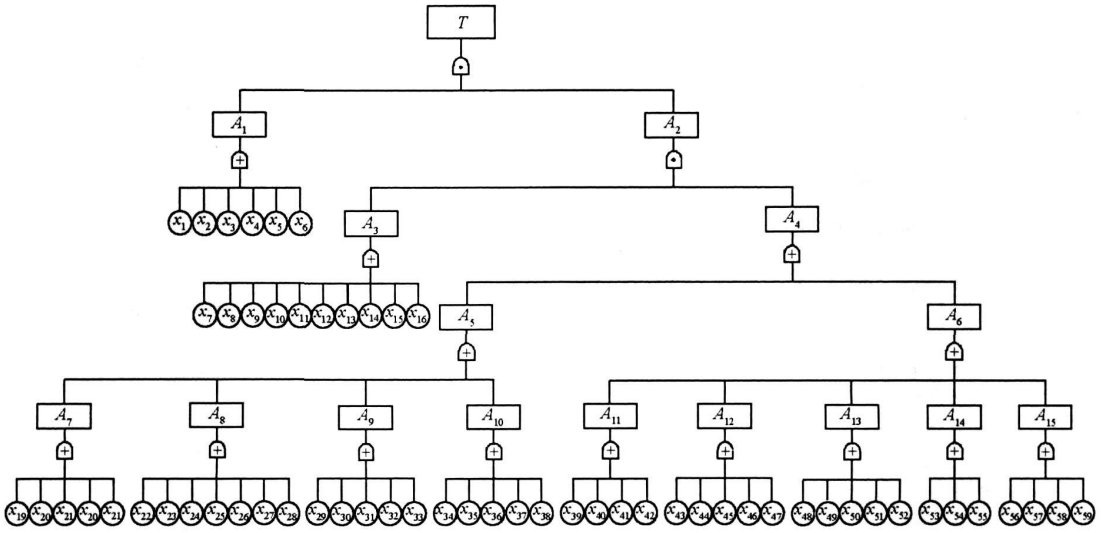 T
A₁ A₂
x₁ x₂ x₃ x₄ x₅ x₆
A₃ A₄
x₇ x₈ x₉ x₁₀ x₁₁ x₁₂ x₁₃ x₁₄ x₁₅ x₁₆
A₅ A₆
A₇ A₈ A₉ A₁₀ A₁₁ A₁₂ A₁₃ A₁₄ A₁₅
x₁₉ x₂₀ x₂₁ x₂₀ x₂₁ x₂₂ x₂₃ x₂₄ x₂₅ x₂₆ x₂₇ x₂₈ x₂₉ x₃₀ x₃₁ x₃₂ x₃₃ x₃₄ x₃₅ x₃₆ x₃₇ x₃₈ x₃₉ x₄₀ x₄₁ x₄₂ x₄₃ x₄₄ x₄₅ x₄₆ x₄₇ x₄₈ x₄₉ x₅₀ x₅₁ x₅₂ x₅₃ x₅₄ x₅₅ x₅₆ x₅₇ x₅₈ x₅₉